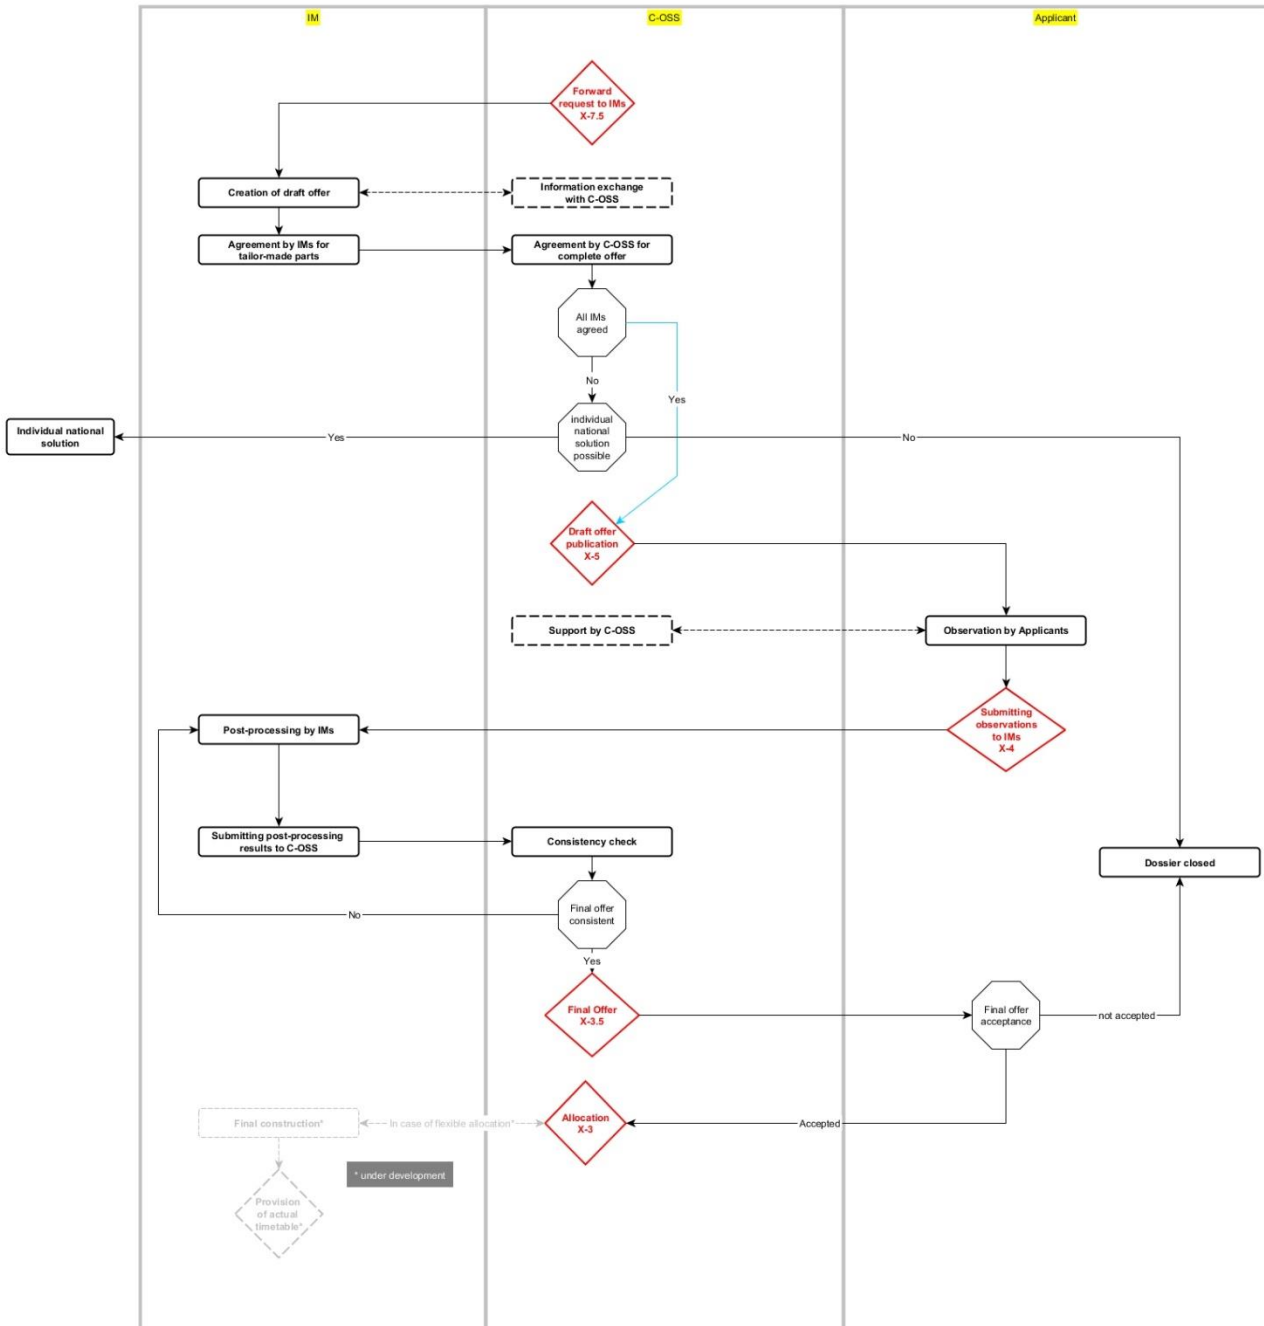 IM
C-OSS
Applicant
Forward
request to IMs
X-7.5
Creation of draft offer
Information exchange
with C-OSS
Agreement by IMs for
tailor-made parts
Agreement by C-OSS for
complete offer
All IMs
agreed
No
Yes
individual
national
solution
possible
Yes
No
Individual national
solution
Draft offer
publication
X-5
Support by C-OSS
Observation by Applicants
Submitting
observations
to IMs
X-4
Post-processing by IMs
Submitting post-processing
results to C-OSS
Consistency check
Dossier closed
Final offer
consistent
No
Yes
Final Offer
X-3.5
Final offer
acceptance
not accepted
Final construction*
In case of flexible allocation*
Allocation
X-3
Accepted
* under development
Provision
of actual
timetable*